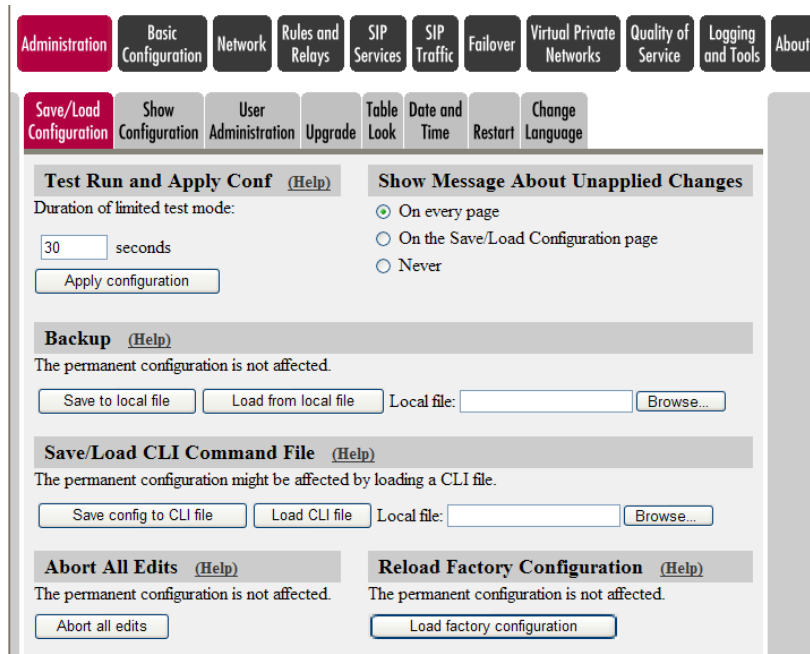 Administration Basic Configuration Network Rules and Relays SIP Services SIP Traffic Failover Virtual Private Networks Quality of Service Logging and Tools About
Save/Load Configuration Show Configuration User Administration Upgrade Table Look Date and Time Restart Change Language
Test Run and Apply Conf (Help)
Duration of limited test mode:
30 seconds
Apply configuration
Show Message About Unapplied Changes
On every page
On the Save/Load Configuration page
Never
Backup (Help)
The permanent configuration is not affected.
Save to local file Load from local file Local file: Browse...
Save/Load CLI Command File (Help)
The permanent configuration might be affected by loading a CLI file.
Save config to CLI file Load CLI file Local file: Browse...
Abort All Edits (Help)
The permanent configuration is not affected.
Abort all edits
Reload Factory Configuration (Help)
The permanent configuration is not affected.
Load factory configuration